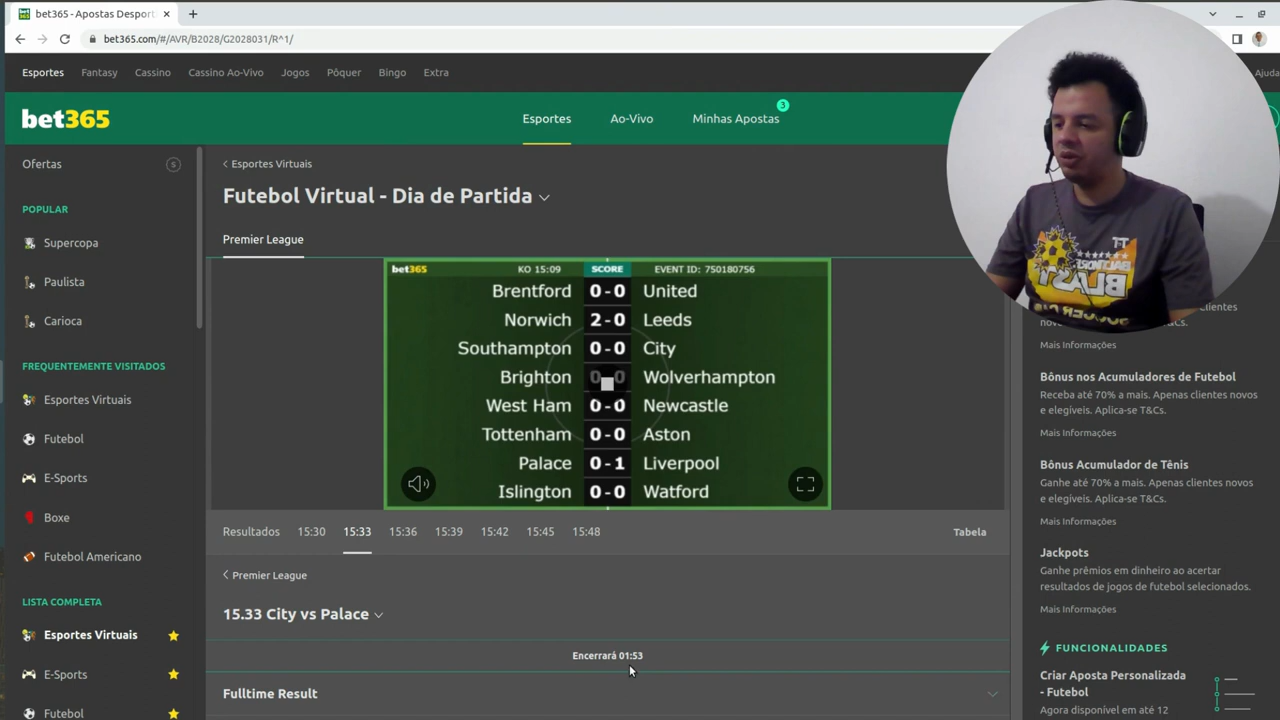 bet365 - Apostas Desport
bet365.com/#/AVR/B2028/G2028031/R^1/
Esportes Fantasy Cassino Cassino Ao-Vivo Jogos Pôquer Bingo Extra
Ajuda
bet365
Esportes Ao-Vivo Minhas Apostas 3
Ofertas
POPULAR
Supercopa
Paulista
Carioca
FREQUENTEMENTE VISITADOS
Esportes Virtuais
Futebol
E-Sports
Boxe
Futebol Americano
LISTA COMPLETA
Esportes Virtuais
E-Sports
Futebol
Esportes Virtuais
Futebol Virtual - Dia de Partida
Premier League
bet365 KO 15:09 SCORE EVENT ID: 750180756
Brentford 0-0 United
Norwich 2-0 Leeds
Southampton 0-0 City
Brighton 0-0 Wolverhampton
West Ham 0-0 Newcastle
Tottenham 0-0 Aston
Palace 0-1 Liverpool
Islington 0-0 Watford
Resultados 15:30 15:33 15:36 15:39 15:42 15:45 15:48 Tabela
Premier League
15.33 City vs Palace
Encerrará 01:53
Fulltime Result
TT
BALTIMORE
BLAST
clientes
T&Cs.
Mais Informações
Bônus nos Acumuladores de Futebol
Receba até 70% a mais. Apenas clientes novos
e elegíveis. Aplica-se T&Cs.
Mais Informações
Bônus Acumulador de Tênis
Ganhe até 70% a mais. Apenas clientes novos e
elegíveis. Aplica-se T&Cs.
Mais Informações
Jackpots
Ganhe prêmios em dinheiro ao acertar
resultados de jogos de futebol selecionados.
Mais Informações
FUNCIONALIDADES
Criar Aposta Personalizada
- Futebol
Agora disponível em até 12